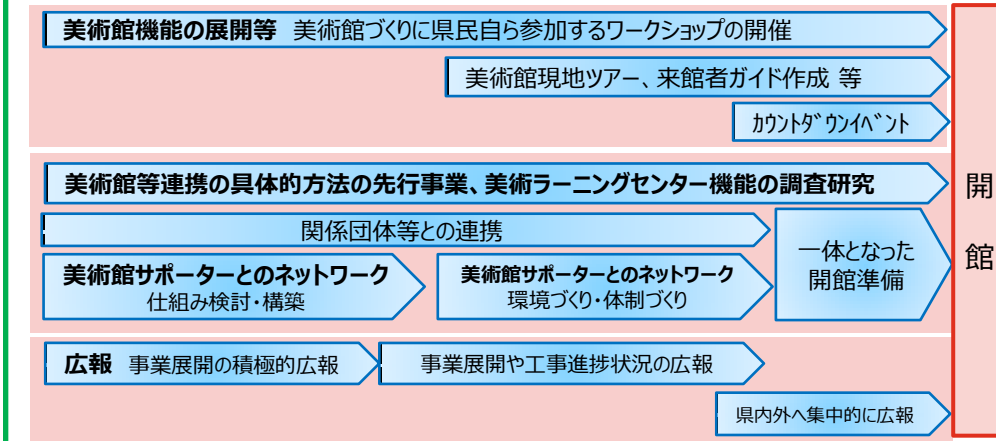 美術館機能の展開等 美術館づくりに県民自ら参加するワークショップの開催
美術館現地ツアー、来館者ガイド作成 等
カウントダウンイベント
美術館等連携の具体的方法の先行事業、美術ラーニングセンター機能の調査研究
関係団体等との連携
美術館サポーターとのネットワーク
仕組み検討・構築
美術館サポーターとのネットワーク
環境づくり・体制づくり
一体となった
開館準備
広報 事業展開の積極的広報
事業展開や工事進捗状況の広報
県内外へ集中的に広報
開
館